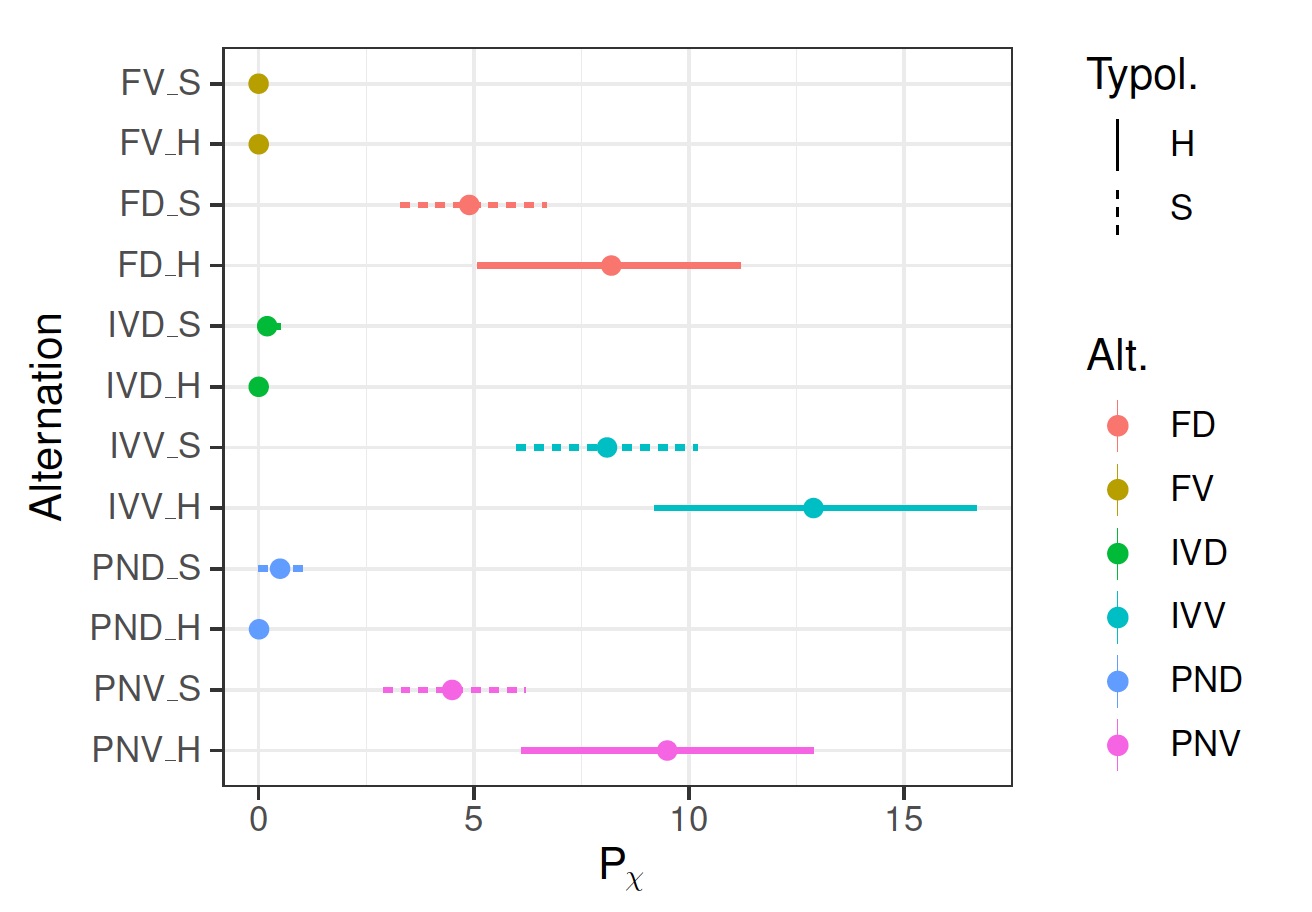 FV_S
FV_H
FD_S
FD_H
IVD_S
IVD_H
IVV_S
IVV_H
PND_S
PND_H
PNV_S
PNV_H
Alternation
0 5 10 15
Pχ
Typol.
H
S
Alt.
FD
FV
IVD
IVV
PND
PNV